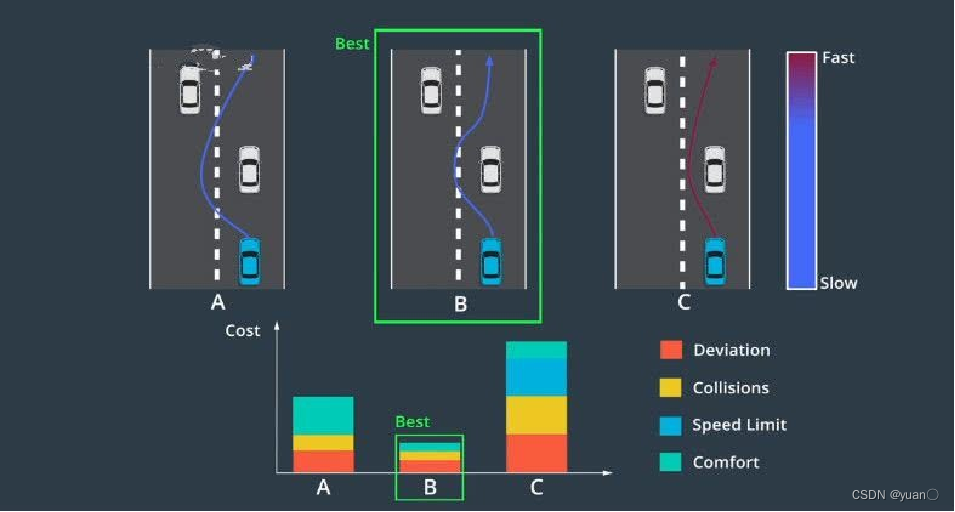 Best
Fast
Slow
A
B
C
Cost
Best
A
B
C
Deviation
Collisions
Speed Limit
Comfort
CSDN @yuan〇